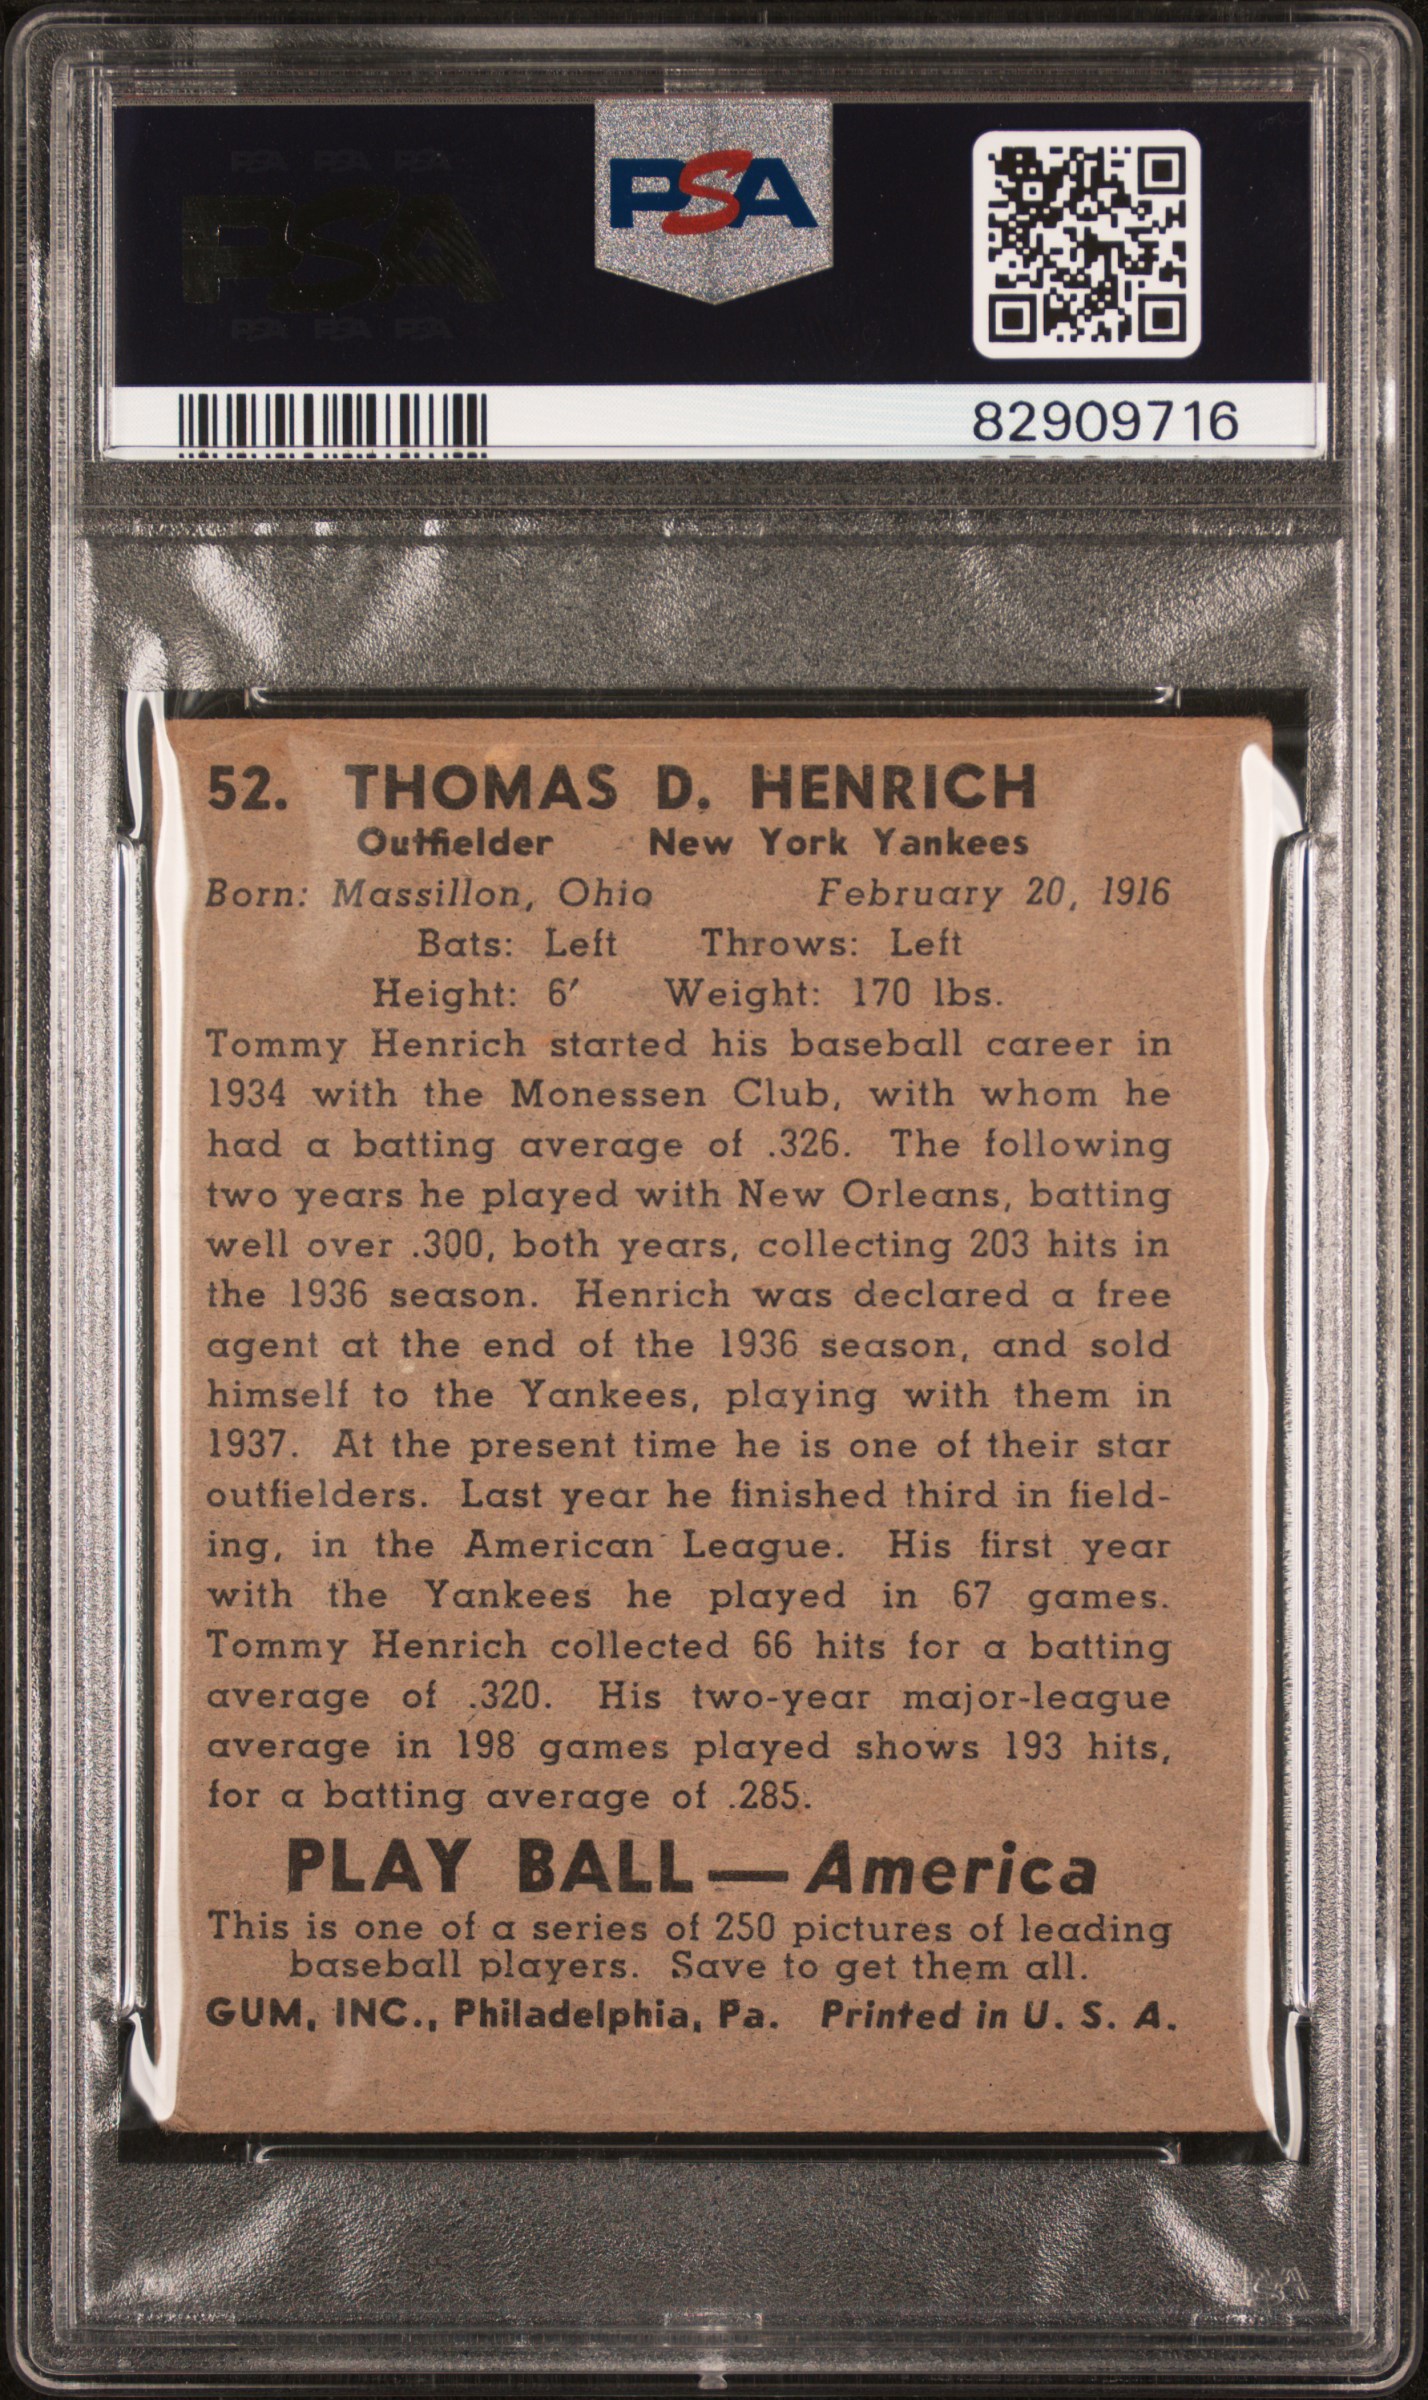 PSA PSA PSA
PSA
PSA PSA PSA
PSA
82909716
52. THOMAS D. HENRICH
Outfielder New York Yankees
Born: Massillon, Ohio February 20, 1916
Bats: Left Throws: Left
Height: 6′ Weight: 170 lbs.
Tommy Henrich started his baseball career in
1934 with the Monessen Club, with whom he
had a batting average of .326. The following
two years he played with New Orleans, batting
well over .300, both years, collecting 203 hits in
the 1936 season. Henrich was declared a free
agent at the end of the 1936 season, and sold
himself to the Yankees, playing with them in
1937. At the present time he is one of their star
outfielders. Last year he finished third in field-
ing, in the American League. His first year
with the Yankees he played in 67 games.
Tommy Henrich collected 66 hits for a batting
average of .320. His two-year major-league
average in 198 games played shows 193 hits,
for a batting average of .285.
PLAY BALL—America
This is one of a series of 250 pictures of leading
baseball players. Save to get them all.
GUM, INC., Philadelphia, Pa. Printed in U. S. A.
PSA